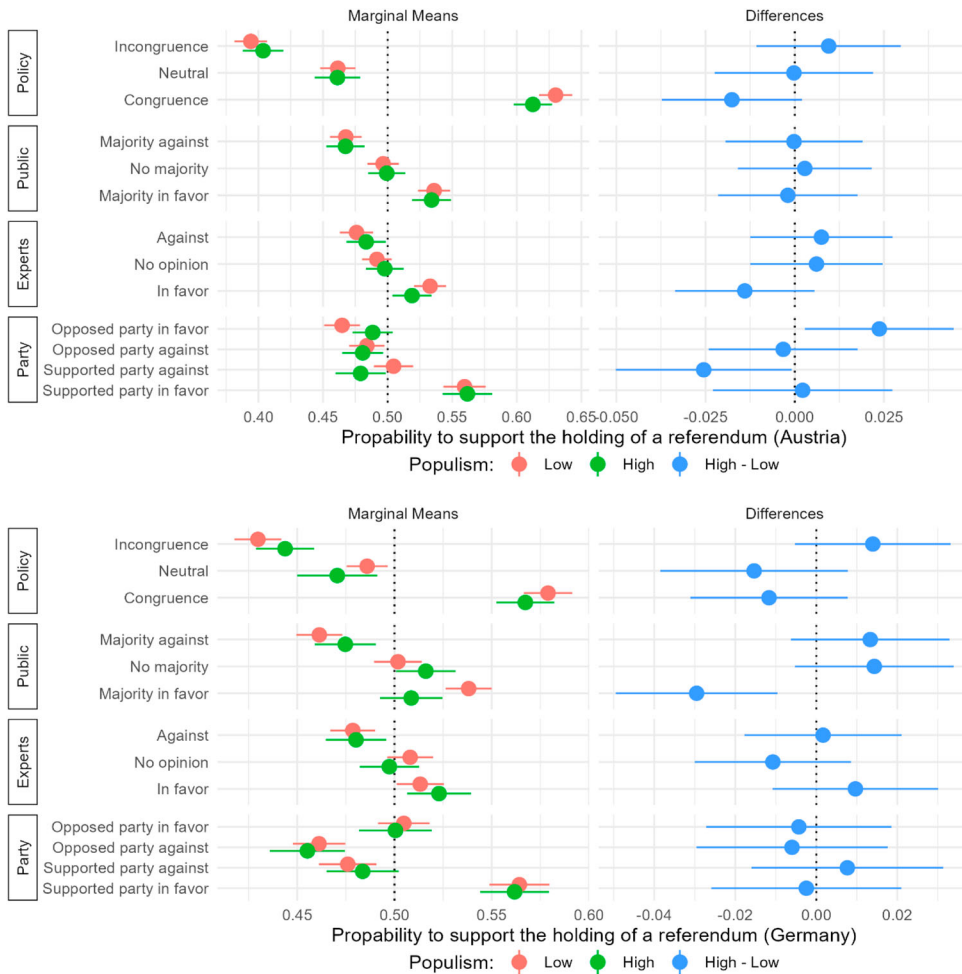 Marginal Means Differences
Policy
Incongruence
Neutral
Congruence
Public
Majority against
No majority
Majority in favor
Experts
Against
No opinion
In favor
Party
Opposed party in favor
Opposed party against
Supported party against
Supported party in favor
0.40 0.45 0.50 0.55 0.60 0.65 -0.050 -0.025 0.000 0.025
Propability to support the holding of a referendum (Austria)
Populism: Low High High - Low
Marginal Means Differences
Policy
Incongruence
Neutral
Congruence
Public
Majority against
No majority
Majority in favor
Experts
Against
No opinion
In favor
Party
Opposed party in favor
Opposed party against
Supported party against
Supported party in favor
0.45 0.50 0.55 0.60 -0.04 -0.02 0.00 0.02
Propability to support the holding of a referendum (Germany)
Populism: Low High High - Low